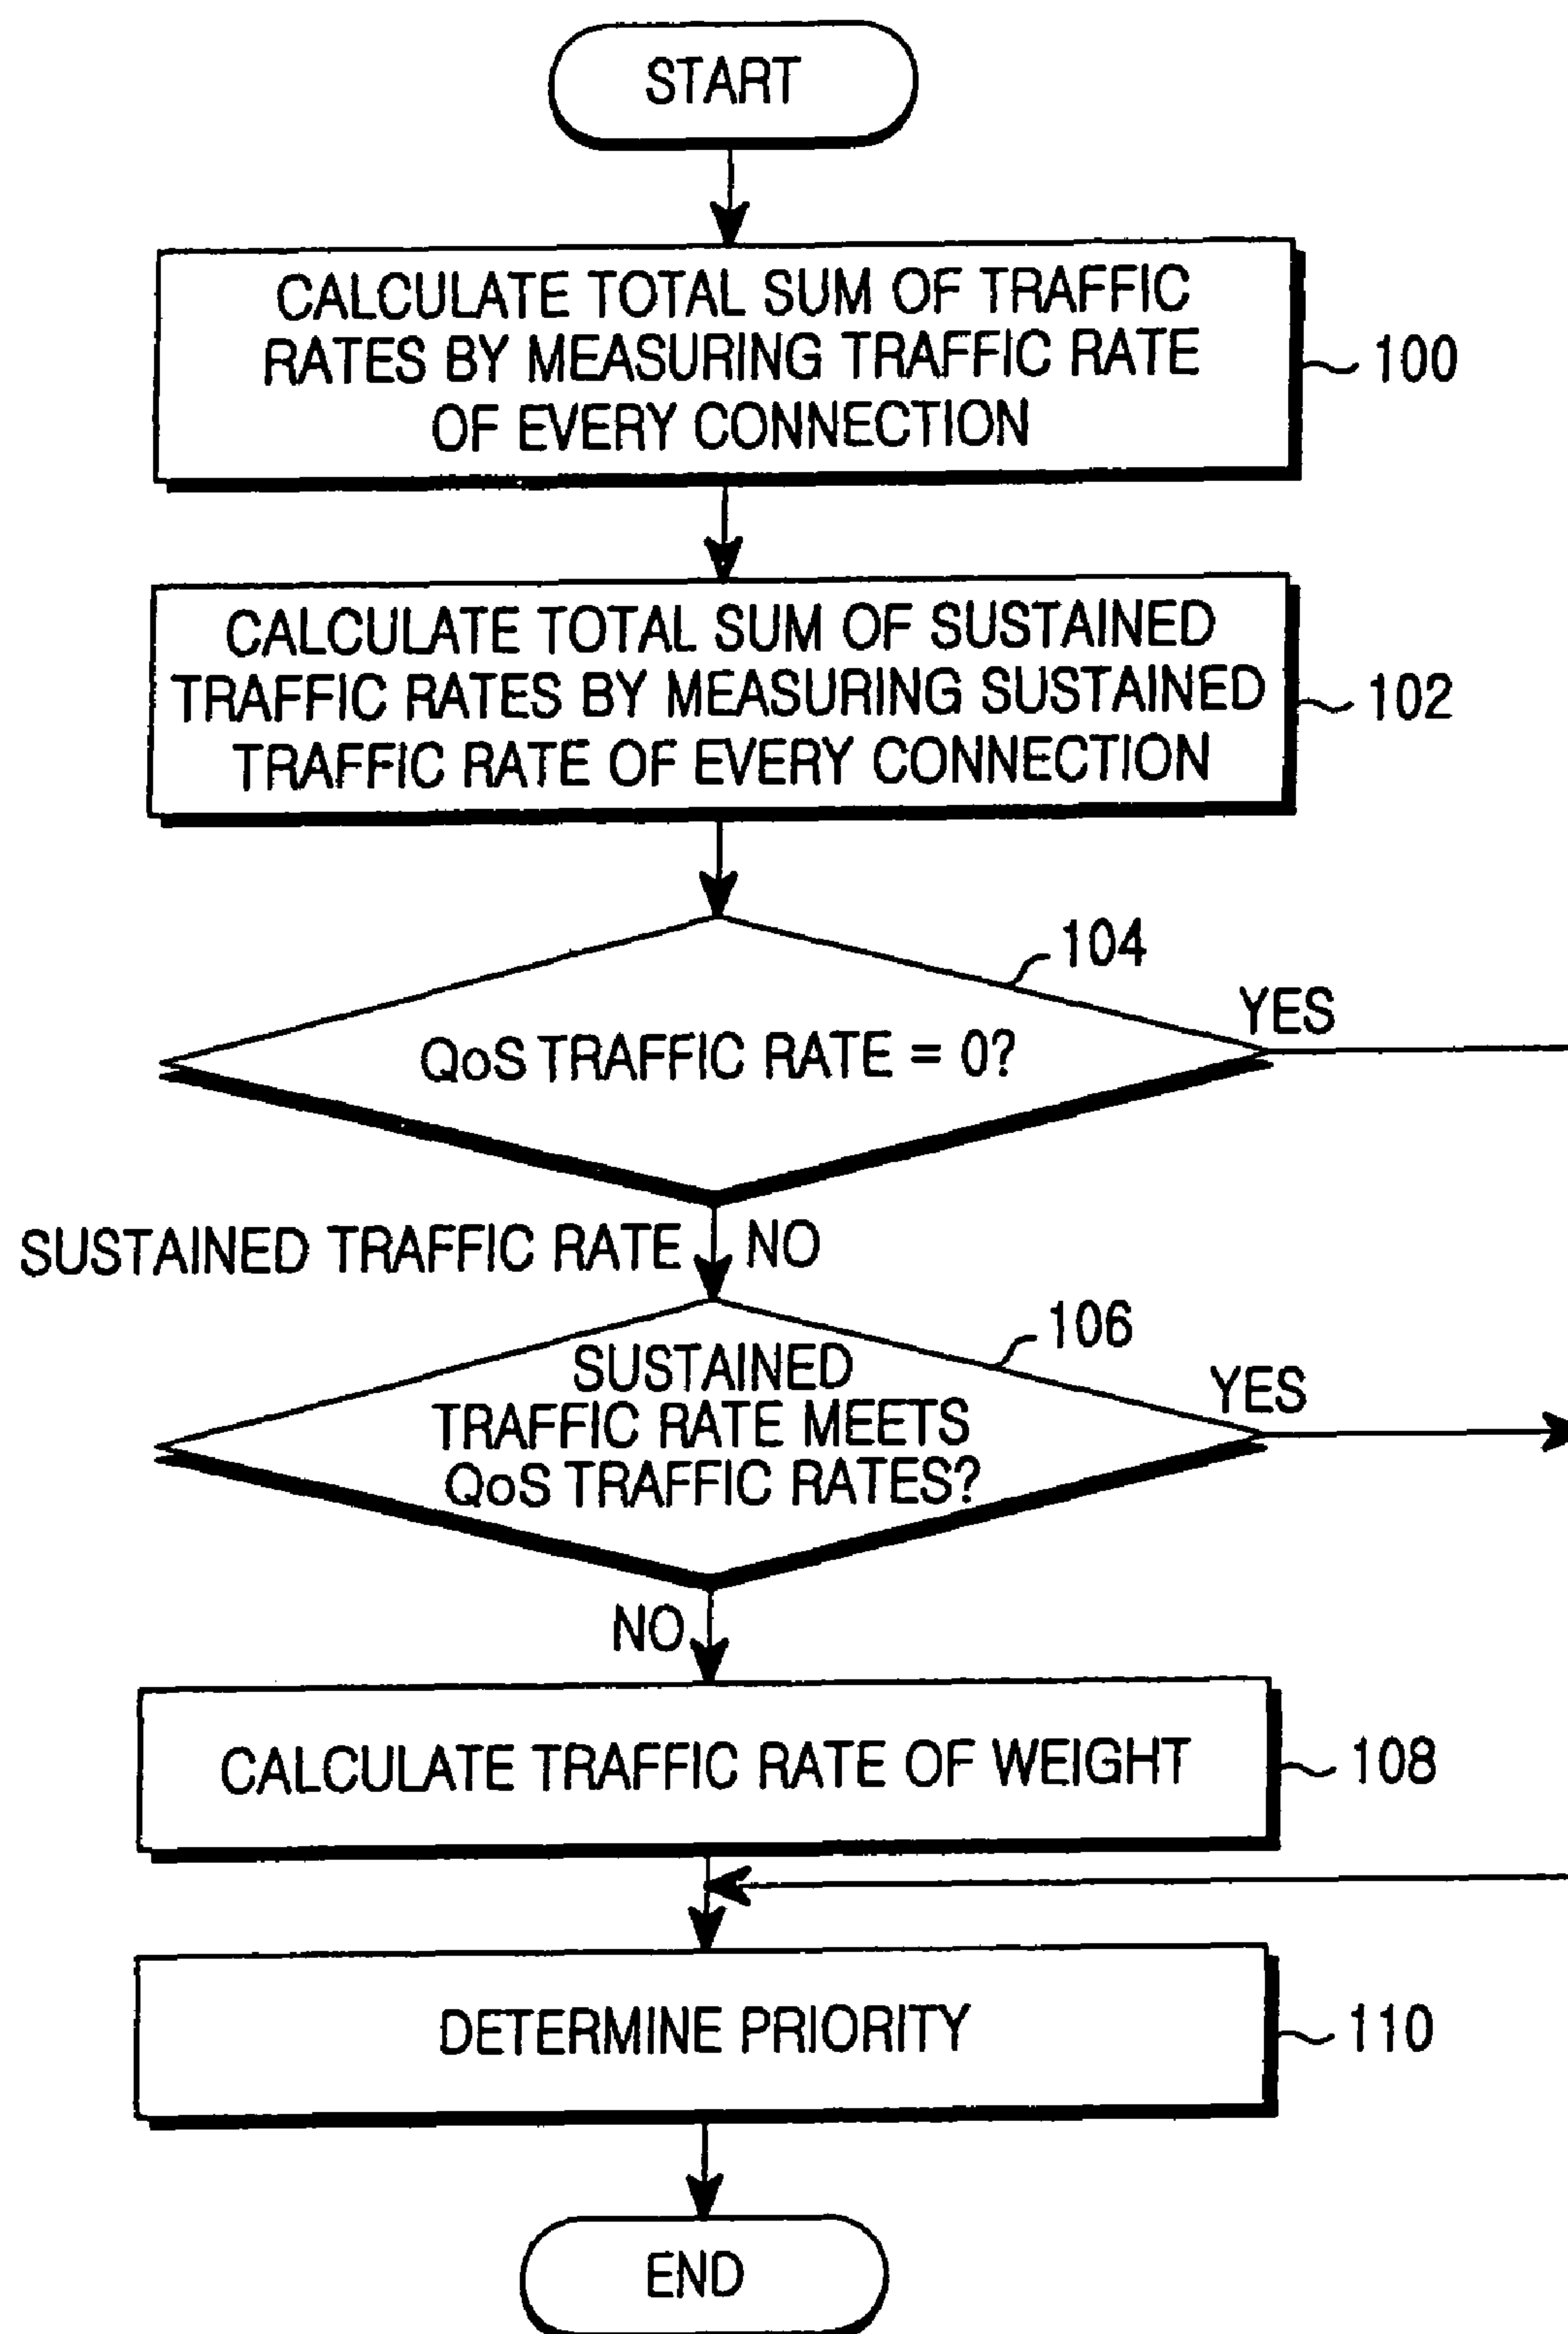 START
CALCULATE TOTAL SUM OF TRAFFIC
RATES BY MEASURING TRAFFIC RATE
OF EVERY CONNECTION
100
CALCULATE TOTAL SUM OF SUSTAINED
TRAFFIC RATES BY MEASURING SUSTAINED
TRAFFIC RATE OF EVERY CONNECTION
102
104
YES
QoS TRAFFIC RATE = 0?
SUSTAINED TRAFFIC RATE
NO
106
YES
SUSTAINED
TRAFFIC RATE MEETS
QoS TRAFFIC RATES?
NO
CALCULATE TRAFFIC RATE OF WEIGHT
108
DETERMINE PRIORITY
110
END